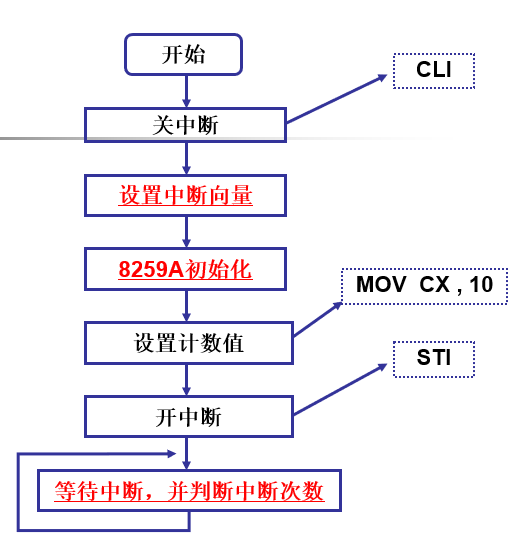 开始
CLI
关中断
设置中断向量
8259A初始化
MOV CX , 10
设置计数值
STI
开中断
等待中断，并判断中断次数